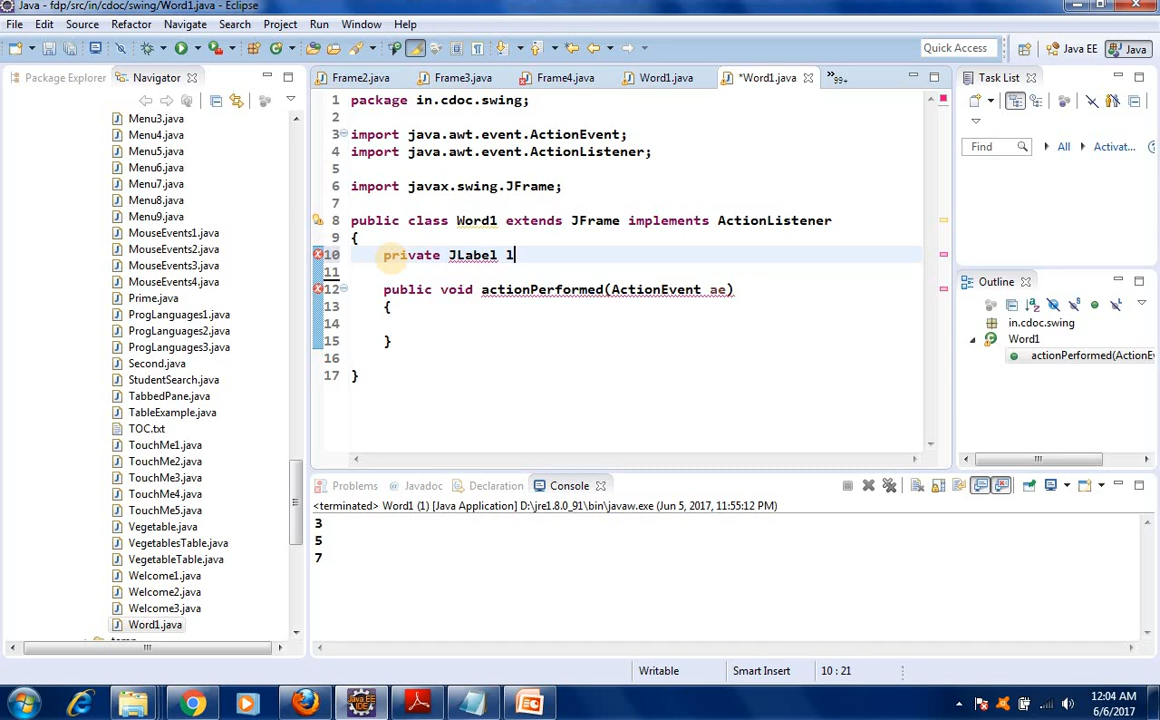 Java - fdp/src/in/cdoc/swing/Word1.java - Eclipse
File Edit Source Refactor Navigate Search Project Run Window Help
Quick Access
Java EE
Java
Package Explorer
Navigator
Frame2.java
Frame3.java
Frame4.java
Word1.java
*Word1.java
99+
Task List
Find
All
Activat...
Menu3.java
Menu4.java
Menu5.java
Menu6.java
Menu7.java
Menu8.java
Menu9.java
MouseEvents1.java
MouseEvents2.java
MouseEvents3.java
MouseEvents4.java
Prime.java
ProgLanguages1.java
ProgLanguages2.java
ProgLanguages3.java
Second.java
StudentSearch.java
TabbedPane.java
TableExample.java
TOC.txt
TouchMe1.java
TouchMe2.java
TouchMe3.java
TouchMe4.java
TouchMe5.java
Vegetable.java
VegetablesTable.java
VegetableTable.java
Welcome1.java
Welcome2.java
Welcome3.java
Word1.java
1 package in.cdoc.swing;
2
3 import java.awt.event.ActionEvent;
4 import java.awt.event.ActionListener;
5
6 import javax.swing.JFrame;
7
8 public class Word1 extends JFrame implements ActionListener
9 {
10 private JLabel l
11
12 public void actionPerformed(ActionEvent ae)
13 {
14
15 }
16
17 }
Outline
in.cdoc.swing
Word1
actionPerformed(ActionE
Problems
Javadoc
Declaration
Console
<terminated> Word1 (1) [Java Application] D:\jre1.8.0_91\bin\javaw.exe (Jun 5, 2017, 11:55:12 PM)
3
5
7
Writable
Smart Insert
10 : 21
12:04 AM
6/6/2017